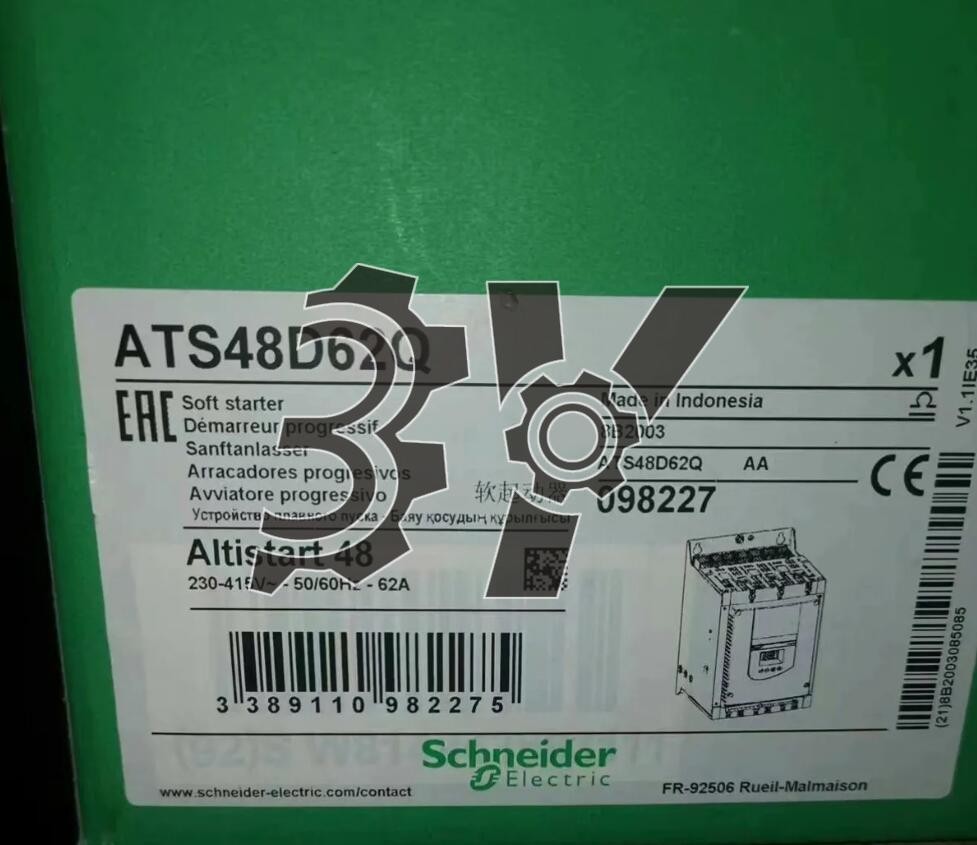 ATS48D62Q
x1
EAC
Soft starter
Démarreur progressif
Sanftanlasser
Arracadores progresivos
Avviatore progressivo
软起动器
Устройство плавного пуска - Баяу қосудың құрылғысы
Made in Indonesia
8B2003
ATS48D62Q AA
098227
CE
Altistart 48
230-415V~ - 50/60Hz - 62A
3 389110 982275
(21)8B2003085085
V1.1IE35
Schneider
Electric
www.schneider-electric.com/contact
FR-92506 Rueil-Malmaison
3Y